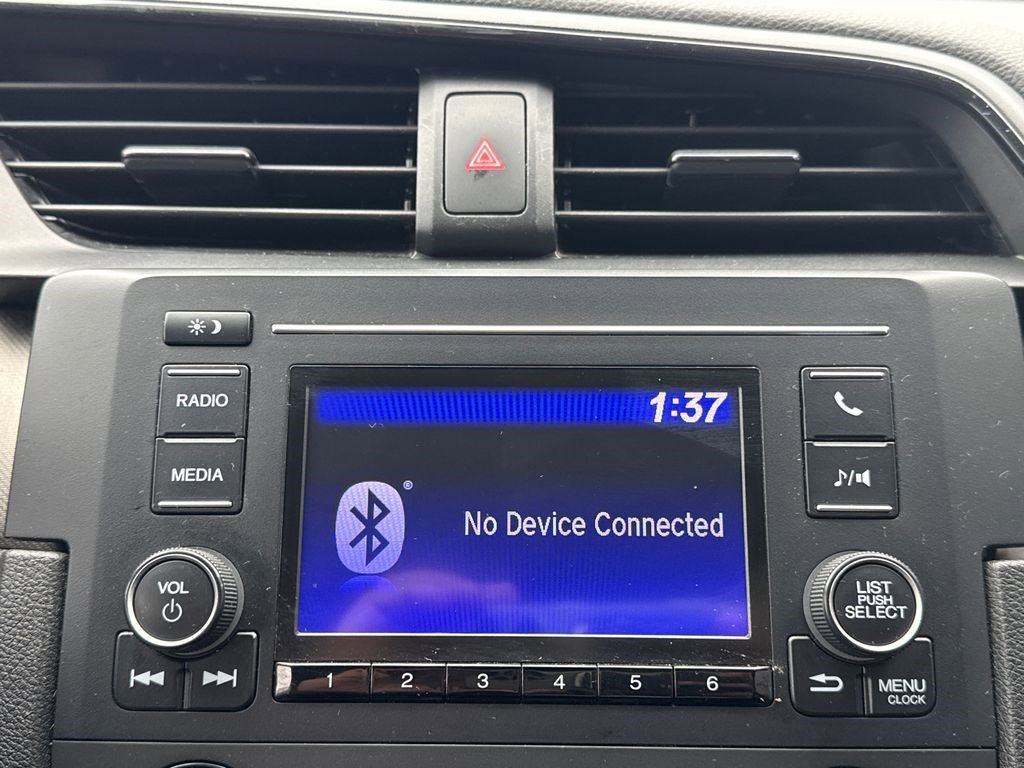 RADIO
1:37
MEDIA
®
No Device Connected
VOL
LIST
PUSH
SELECT
1 2 3 4 5 6
MENU
CLOCK